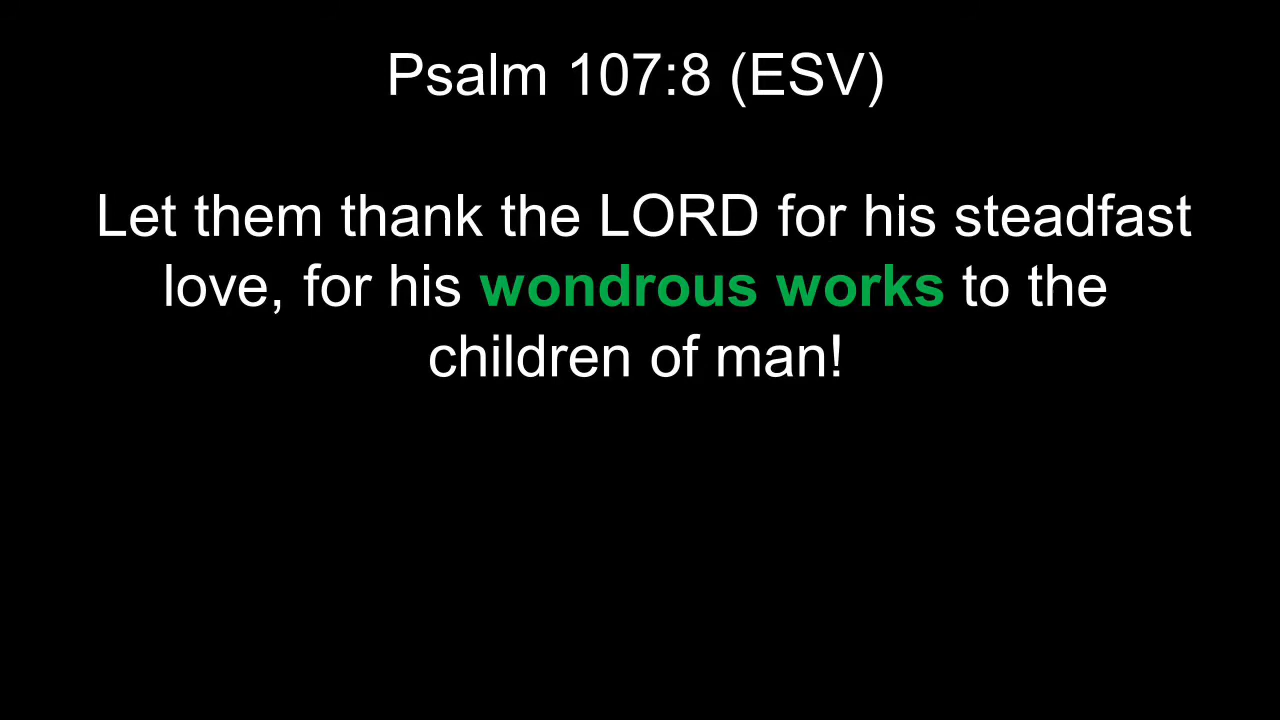 Psalm 107:8 (ESV)
Let them thank the LORD for his steadfast
love, for his wondrous works to the
children of man!